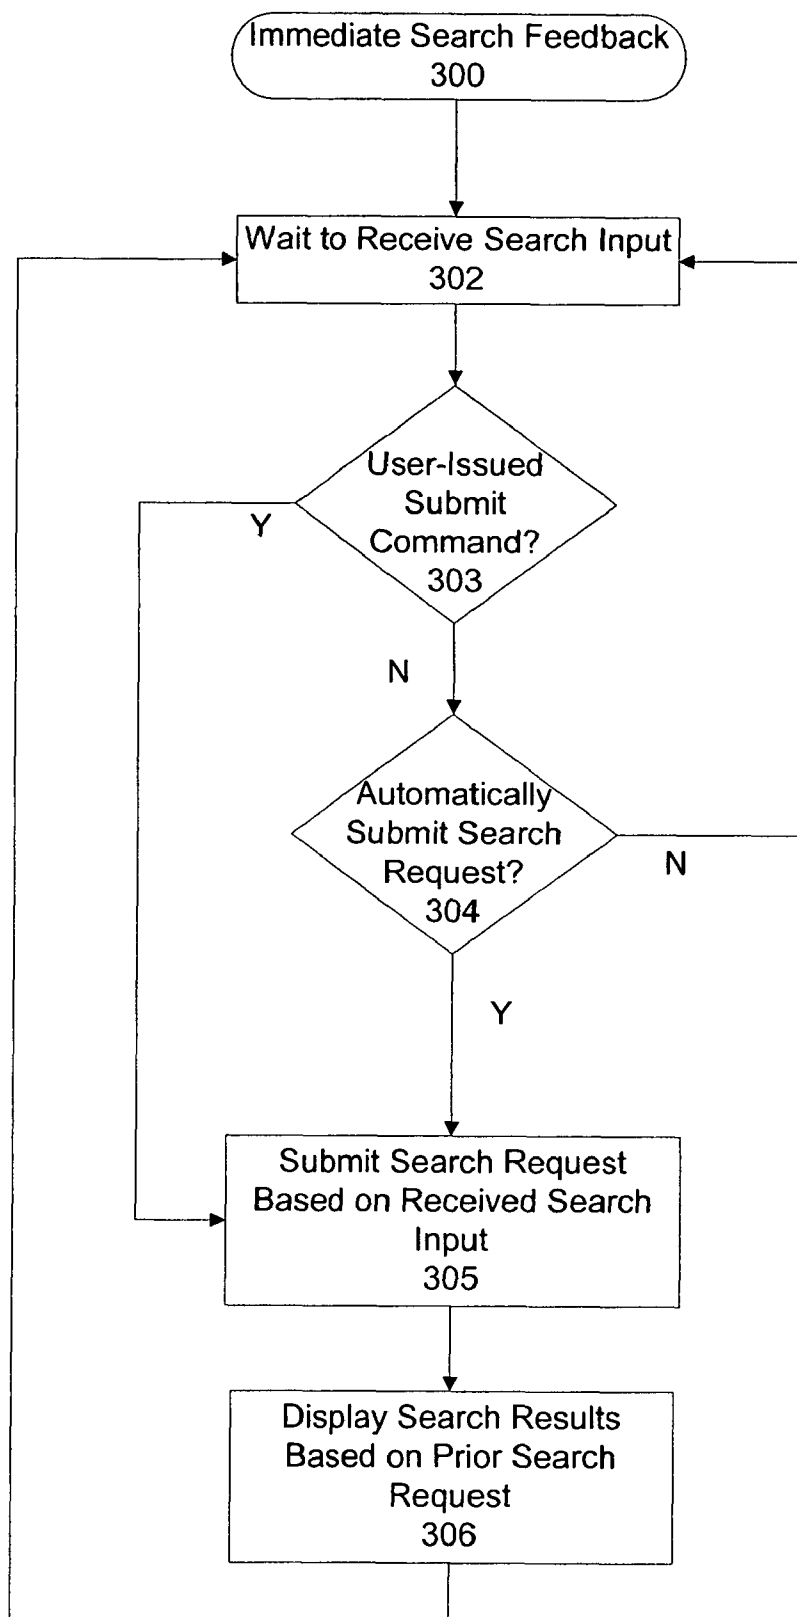 Immediate Search Feedback
300
Wait to Receive Search Input
302
User-Issued
Submit
Command?
303
Y
N
Automatically
Submit Search
Request?
304
N
Y
Submit Search Request
Based on Received Search
Input
305
Display Search Results
Based on Prior Search
Request
306